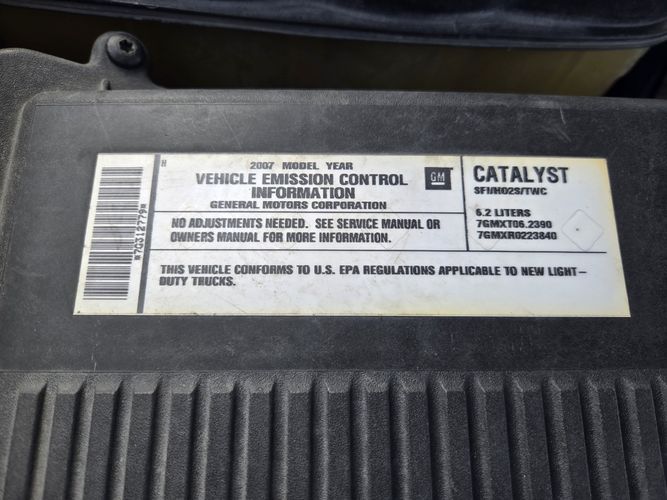 *7Q312779*
N
2007 MODEL YEAR
VEHICLE EMISSION CONTROL
INFORMATION
GENERAL MOTORS CORPORATION
GM
NO ADJUSTMENTS NEEDED. SEE SERVICE MANUAL OR
OWNERS MANUAL FOR MORE INFORMATION.
CATALYST
SFI/HO2S/TWC
6.2 LITERS
7GMXT06.2390
7GMXR0223840
THIS VEHICLE CONFORMS TO U.S. EPA REGULATIONS APPLICABLE TO NEW LIGHT–
DUTY TRUCKS.